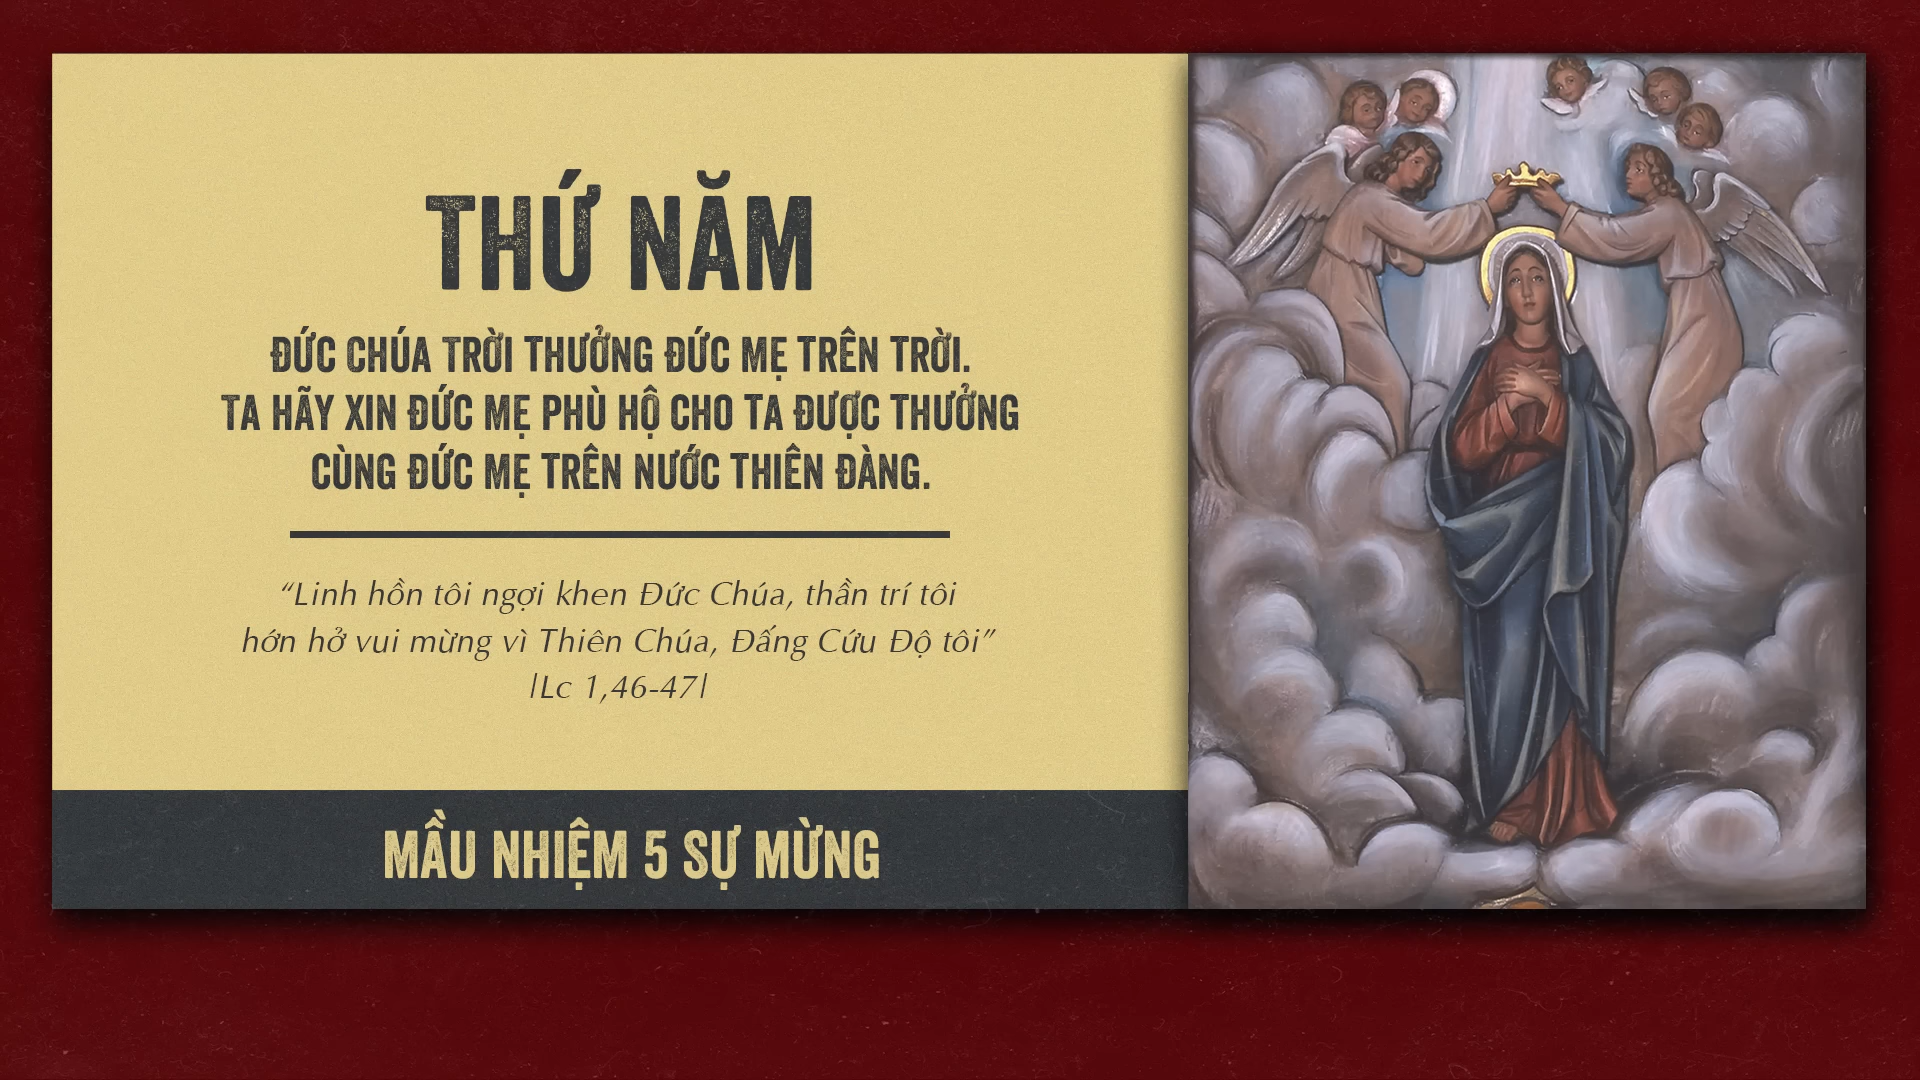 THỨ NĂM
ĐỨC CHÚA TRỜI THƯỞNG ĐỨC MẸ TRÊN TRỜI.
TA HÃY XIN ĐỨC MẸ PHÙ HỘ CHO TA ĐƯỢC THƯỞNG
CÙNG ĐỨC MẸ TRÊN NƯỚC THIÊN ĐÀNG.
“Linh hồn tôi ngợi khen Đức Chúa, thần trí tôi
hớn hở vui mừng vì Thiên Chúa, Đấng Cứu Độ tôi”
|Lc 1,46-47|
MẦU NHIỆM 5 SỰ MỪNG